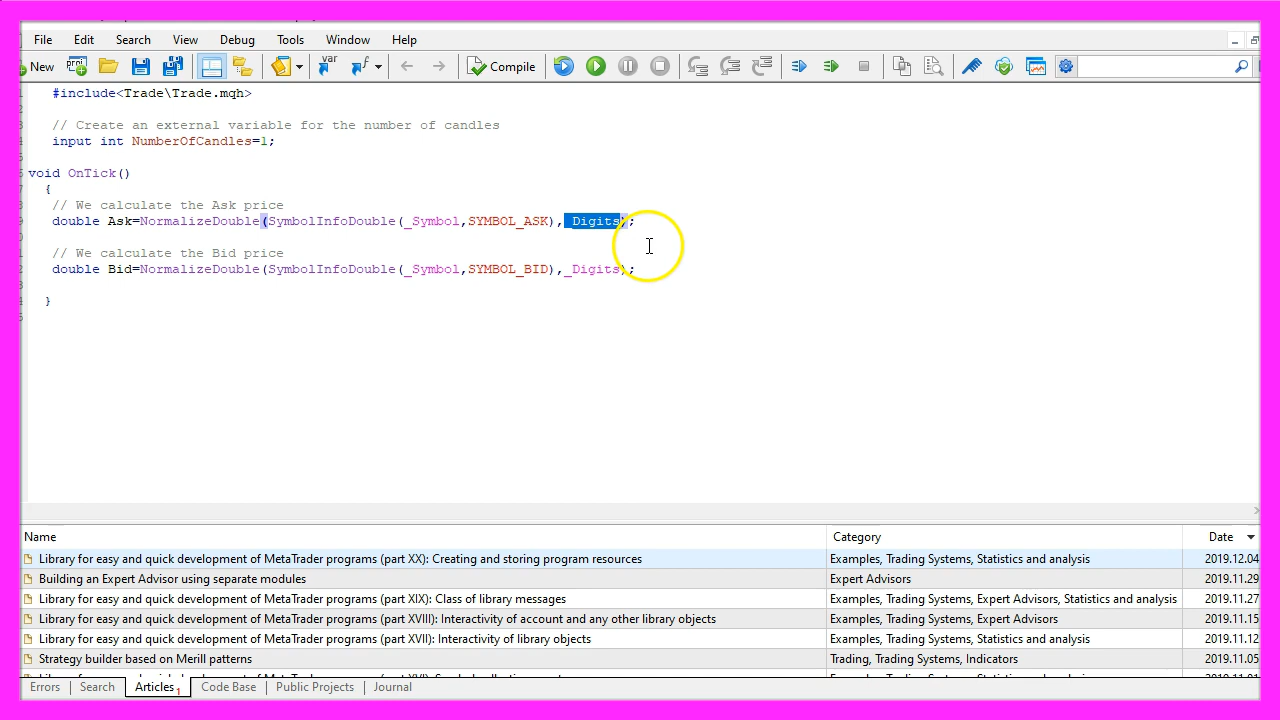 File Edit Search View Debug Tools Window Help
New var Compile
#include<Trade\Trade.mqh>
// Create an external variable for the number of candles
input int NumberOfCandles=1;
void OnTick()
{
// We calculate the Ask price
double Ask=NormalizeDouble(SymbolInfoDouble(_Symbol,SYMBOL_ASK),_Digits);
// We calculate the Bid price
double Bid=NormalizeDouble(SymbolInfoDouble(_Symbol,SYMBOL_BID),_Digits);
}
Name Category Date
Library for easy and quick development of MetaTrader programs (part XX): Creating and storing program resources Examples, Trading Systems, Statistics and analysis 2019.12.04
Building an Expert Advisor using separate modules Expert Advisors 2019.11.29
Library for easy and quick development of MetaTrader programs (part XIX): Class of library messages Examples, Trading Systems, Expert Advisors, Statistics and analysis 2019.11.27
Library for easy and quick development of MetaTrader programs (part XVIII): Interactivity of account and any other library objects Examples, Trading Systems, Expert Advisors 2019.11.15
Library for easy and quick development of MetaTrader programs (part XVII): Interactivity of library objects Examples, Trading Systems, Statistics and analysis 2019.11.12
Strategy builder based on Merill patterns Trading, Trading Systems, Indicators 2019.11.05
Errors Search Articles 1 Code Base Public Projects Journal